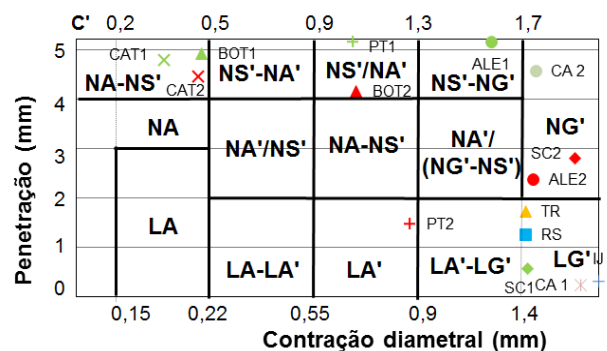 C' 0,2 0,5 0,9 1,3 1,7
5 CAT1 BOT1 PT1 ALE1 CA 2
NA-NS' NS'-NA' NS'/NA' NS'-NG'
CAT2 BOT2
4
NA NG'
3 NA'/NS' NA-NS' NA'/ SC2
(NG'-NS') ALE2
2
LA PT2 TR
RS
1
LA-LA' LA' LA'-LG' LG' IJ
SC1 CA 1
0
0,15 0,22 0,55 0,9 1,4
Penetração (mm)
Contração diametral (mm)